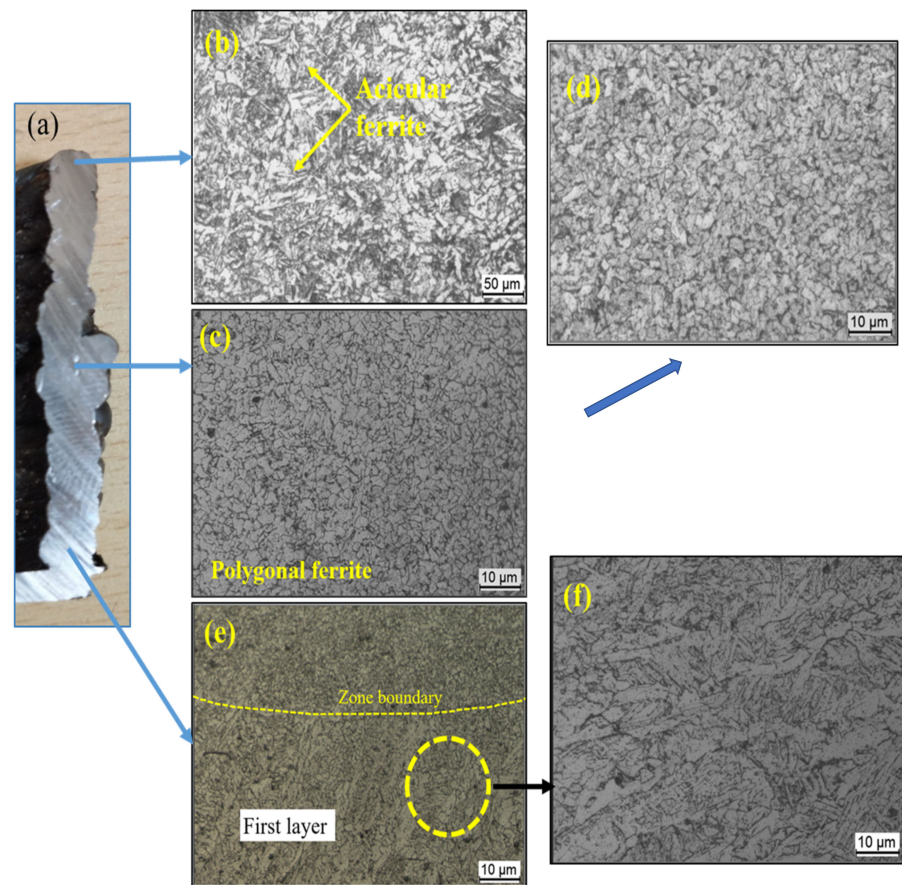 (a)
(b)
Acicular
ferrite
50 µm
(c)
Polygonal ferrite
10 µm
(d)
10 µm
(e)
Zone boundary
First layer
10 µm
(f)
10 µm